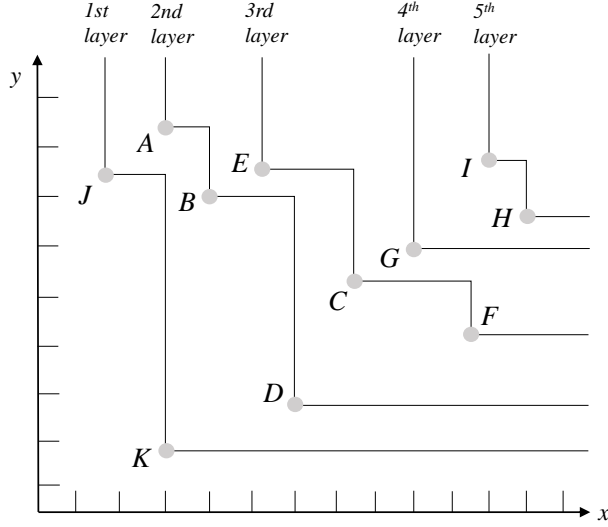 1st layer
2nd layer
3rd layer
4th layer
5th layer
y
A
E
I
J
B
H
G
C
F
D
K
x